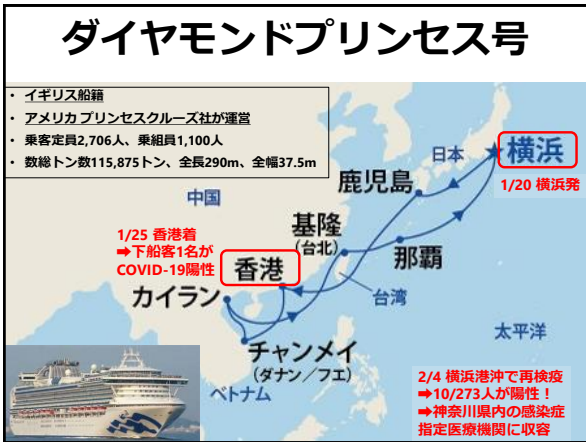 ダイヤモンドプリンセス号
• イギリス船籍
• アメリカ プリンセスクルーズ社が運営
• 乗客定員2,706人、乗組員1,100人
• 数総トン数115,875トン、全長290m、全幅37.5m
日本
横浜
1/20 横浜発
鹿児島
中国
基隆
(台北)
那覇
1/25 香港着
➡下船客1名が
COVID-19陽性
香港
台湾
カイラン
太平洋
チャンメイ
(ダナン/フエ)
ベトナム
2/4 横浜港沖で再検疫
➡10/273人が陽性!
➡神奈川県内の感染症
指定医療機関に収容